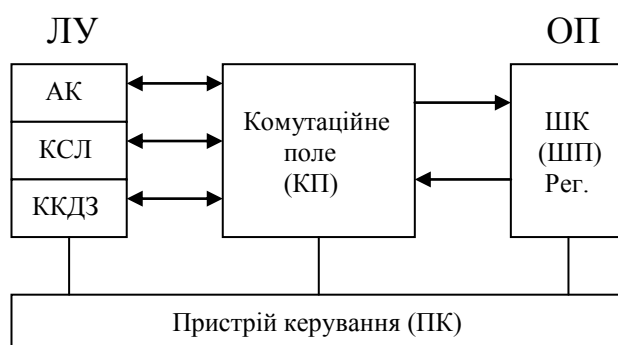 ЛУ
ОП
АК
КСЛ
ККДЗ
Комутаційне
поле
(КП)
ШК
(ШП)
Рег.
Пристрій керування (ПК)